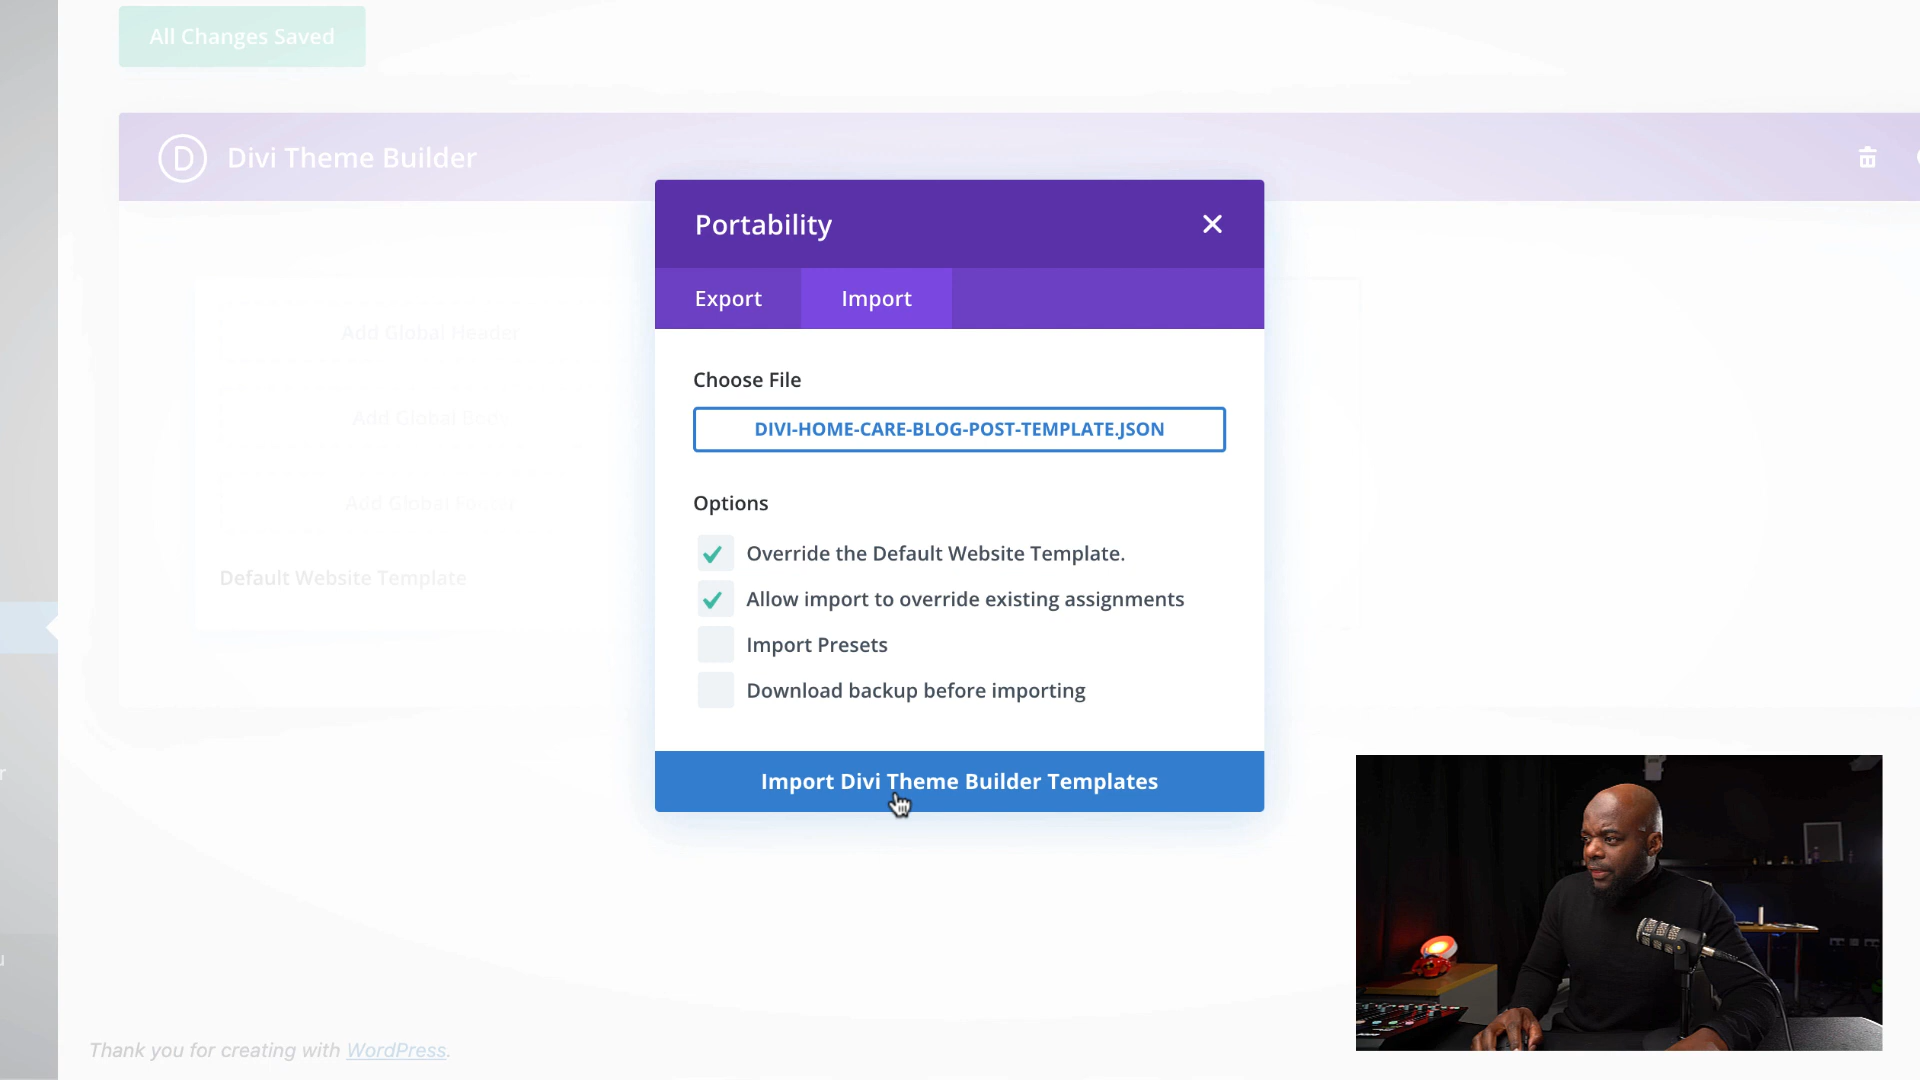 All Changes Saved
D Divi Theme Builder
Portability
Export Import
Add Global Header
Choose File
DIVI-HOME-CARE-BLOG-POST-TEMPLATE.JSON
Add Global Body
Options
Add Global Footer
Override the Default Website Template.
Default Website Template
Allow import to override existing assignments
Import Presets
Download backup before importing
Import Divi Theme Builder Templates
Thank you for creating with WordPress.